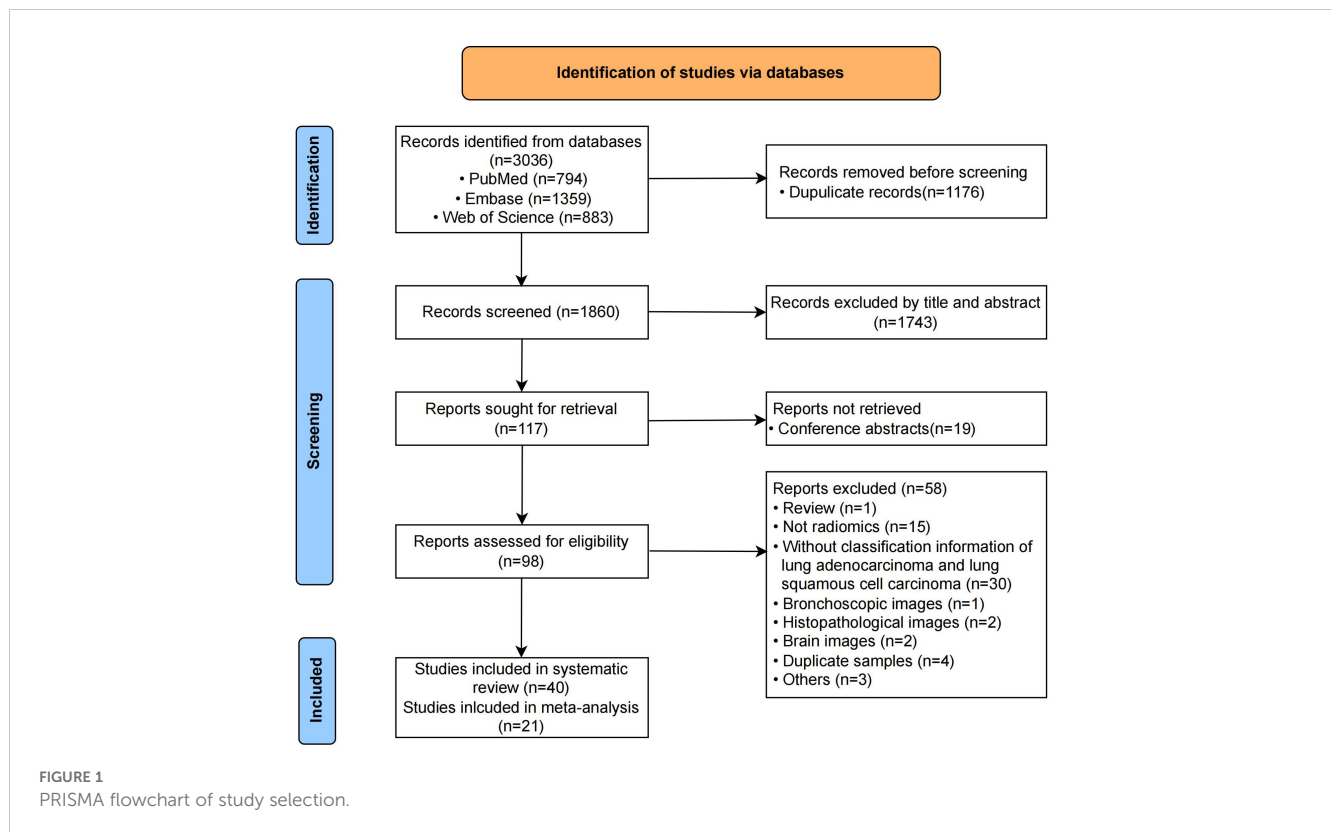 Identification of studies via databases
Identification
Records identified from databases
(n=3036)
• PubMed (n=794)
• Embase (n=1359)
• Web of Science (n=883)
Records removed before screening
• Dupulicate records(n=1176)
Screening
Records screened (n=1860)
Records excluded by title and abstract
(n=1743)
Reports sought for retrieval
(n=117)
Reports not retrieved
• Conference abstracts(n=19)
Reports assessed for eligibility
(n=98)
Reports excluded (n=58)
• Review (n=1)
• Not radiomics (n=15)
• Without classification information of
lung adenocarcinoma and lung
squamous cell carcinoma (n=30)
• Bronchoscopic images (n=1)
• Histopathological images (n=2)
• Brain images (n=2)
• Duplicate samples (n=4)
• Others (n=3)
Included
Studies included in systematic
review (n=40)
Studies inlcuded in meta-analysis
(n=21)
FIGURE 1
PRISMA flowchart of study selection.